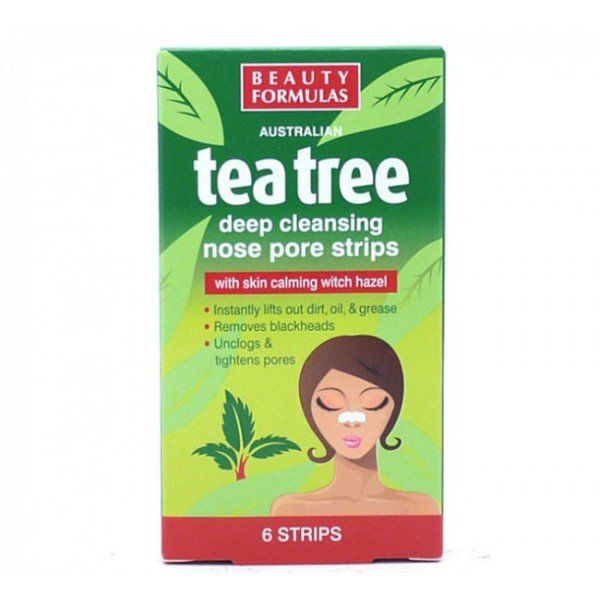 BEAUTY
FORMULAS
AUSTRALIAN
tea tree
deep cleansing
nose pore strips
with skin calming witch hazel
• Instantly lifts out dirt, oil, & grease
• Removes blackheads
• Unclogs &
tightens pores
6 STRIPS